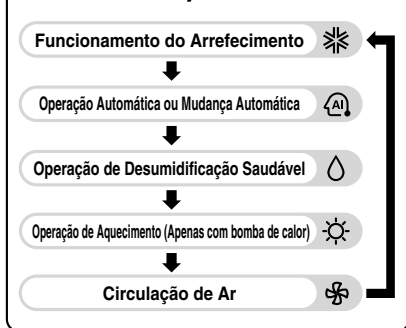 Funcionamento do Arrefecimento
Operação Automática ou Mudança Automática
AI
Operação de Desumidificação Saudável
Operação de Aquecimento (Apenas com bomba de calor)
Circulação de Ar